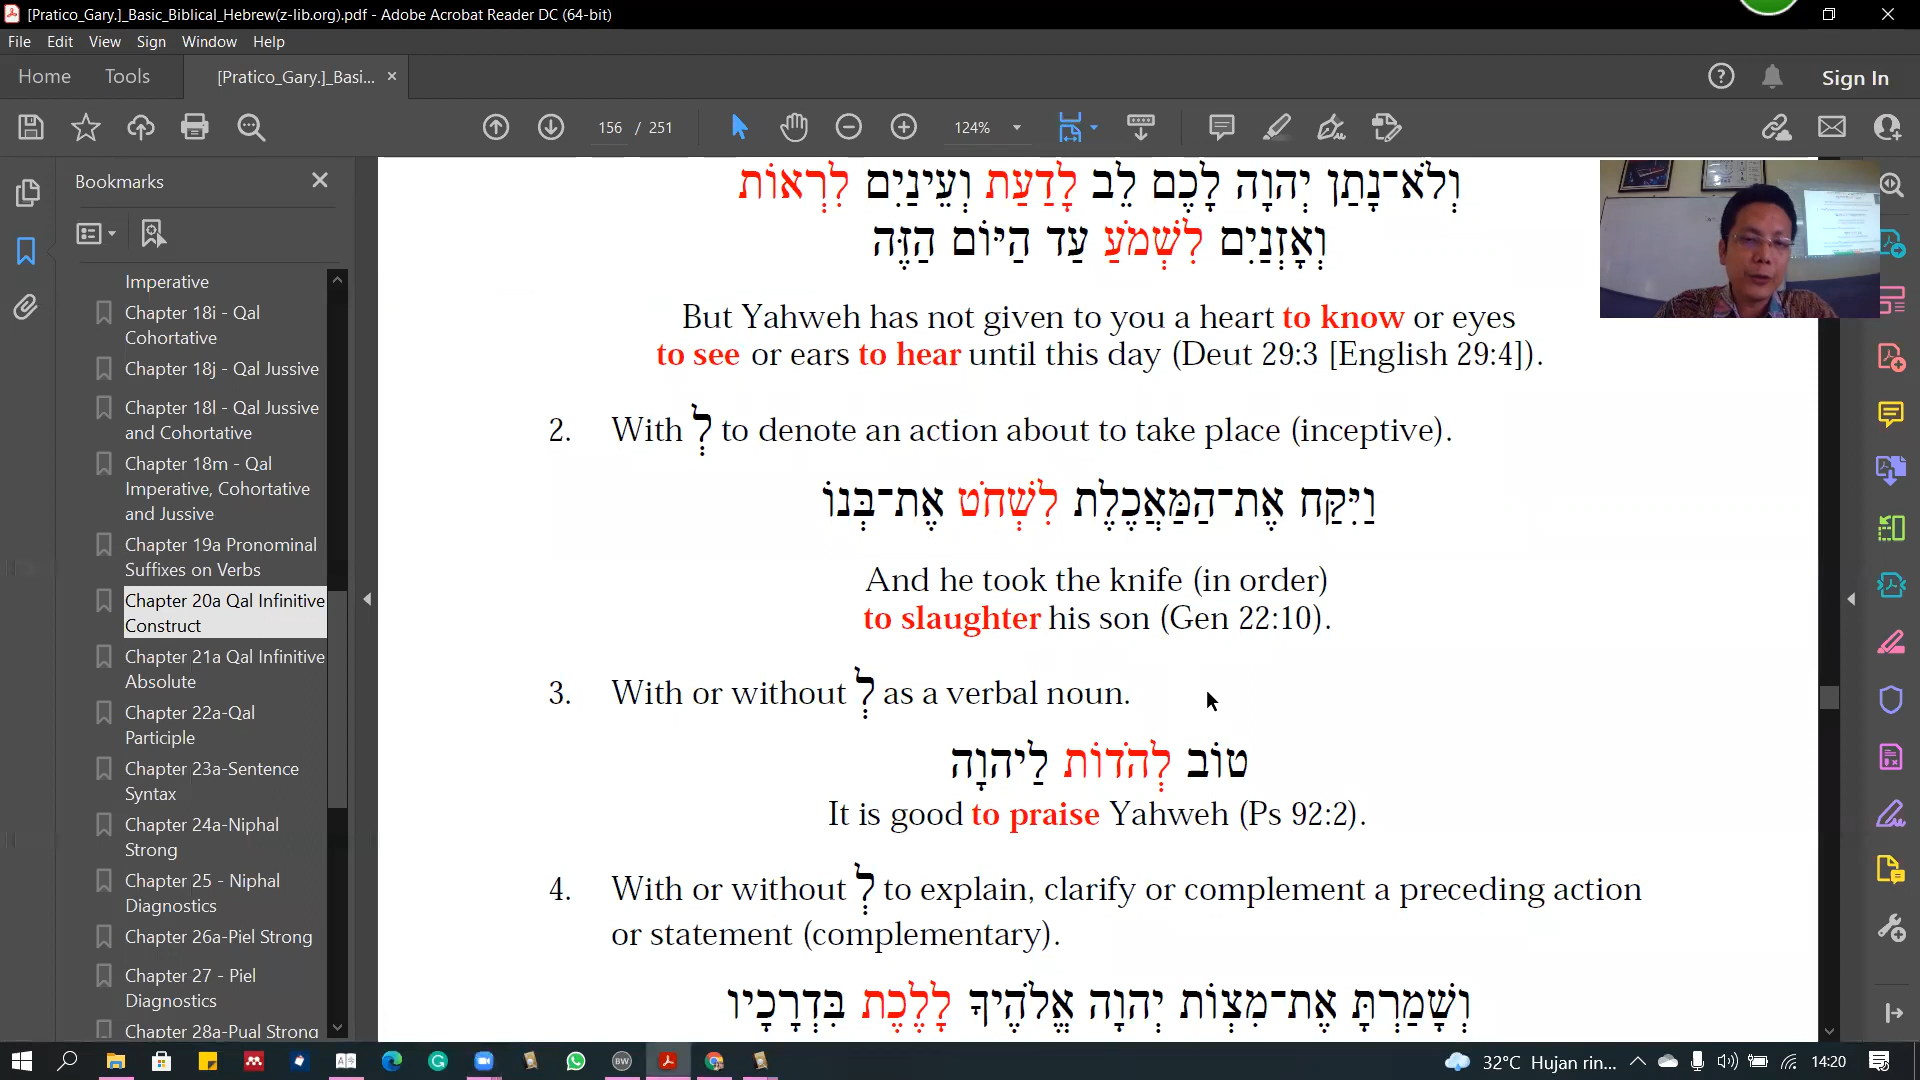 [Pratico_Gary.]_Basic_Biblical_Hebrew(z-lib.org).pdf - Adobe Acrobat Reader DC (64-bit)
File Edit View Sign Window Help
Home Tools [Pratico_Gary.]_Basi... × Sign In
156 / 251 124%
Bookmarks
Imperative
Chapter 18i - Qal
Cohortative
Chapter 18j - Qal Jussive
Chapter 18l - Qal Jussive
and Cohortative
Chapter 18m - Qal
Imperative, Cohortative
and Jussive
Chapter 19a Pronominal
Suffixes on Verbs
Chapter 20a Qal Infinitive
Construct
Chapter 21a Qal Infinitive
Absolute
Chapter 22a-Qal
Participle
Chapter 23a-Sentence
Syntax
Chapter 24a-Niphal
Strong
Chapter 25 - Niphal
Diagnostics
Chapter 26a-Piel Strong
Chapter 27 - Piel
Diagnostics
Chapter 28a-Pual Strong
וְלֹא־נָתַן יְהוָה לָכֶם לֵב לָדַעַת וְעֵינַיִם לִרְאוֹת
וְאָזְנַיִם לִשְׁמֹעַ עַד הַיּוֹם הַזֶּה
But Yahweh has not given to you a heart to know or eyes
to see or ears to hear until this day (Deut 29:3 [English 29:4]).
2. With לְ to denote an action about to take place (inceptive).
וַיִּקַּח אֶת־הַמַּאֲכֶלֶת לִשְׁחֹט אֶת־בְּנוֹ
And he took the knife (in order)
to slaughter his son (Gen 22:10).
3. With or without לְ as a verbal noun.
טוֹב לְהֹדוֹת לַיהוָה
It is good to praise Yahweh (Ps 92:2).
4. With or without לְ to explain, clarify or complement a preceding action
or statement (complementary).
וְשָׁמַרְתָּ אֶת־מִצְוֹת יְהוָה אֱלֹהֶיךָ לָלֶכֶת בִּדְרָכָיו
BW 32°C Hujan rin... 14:20